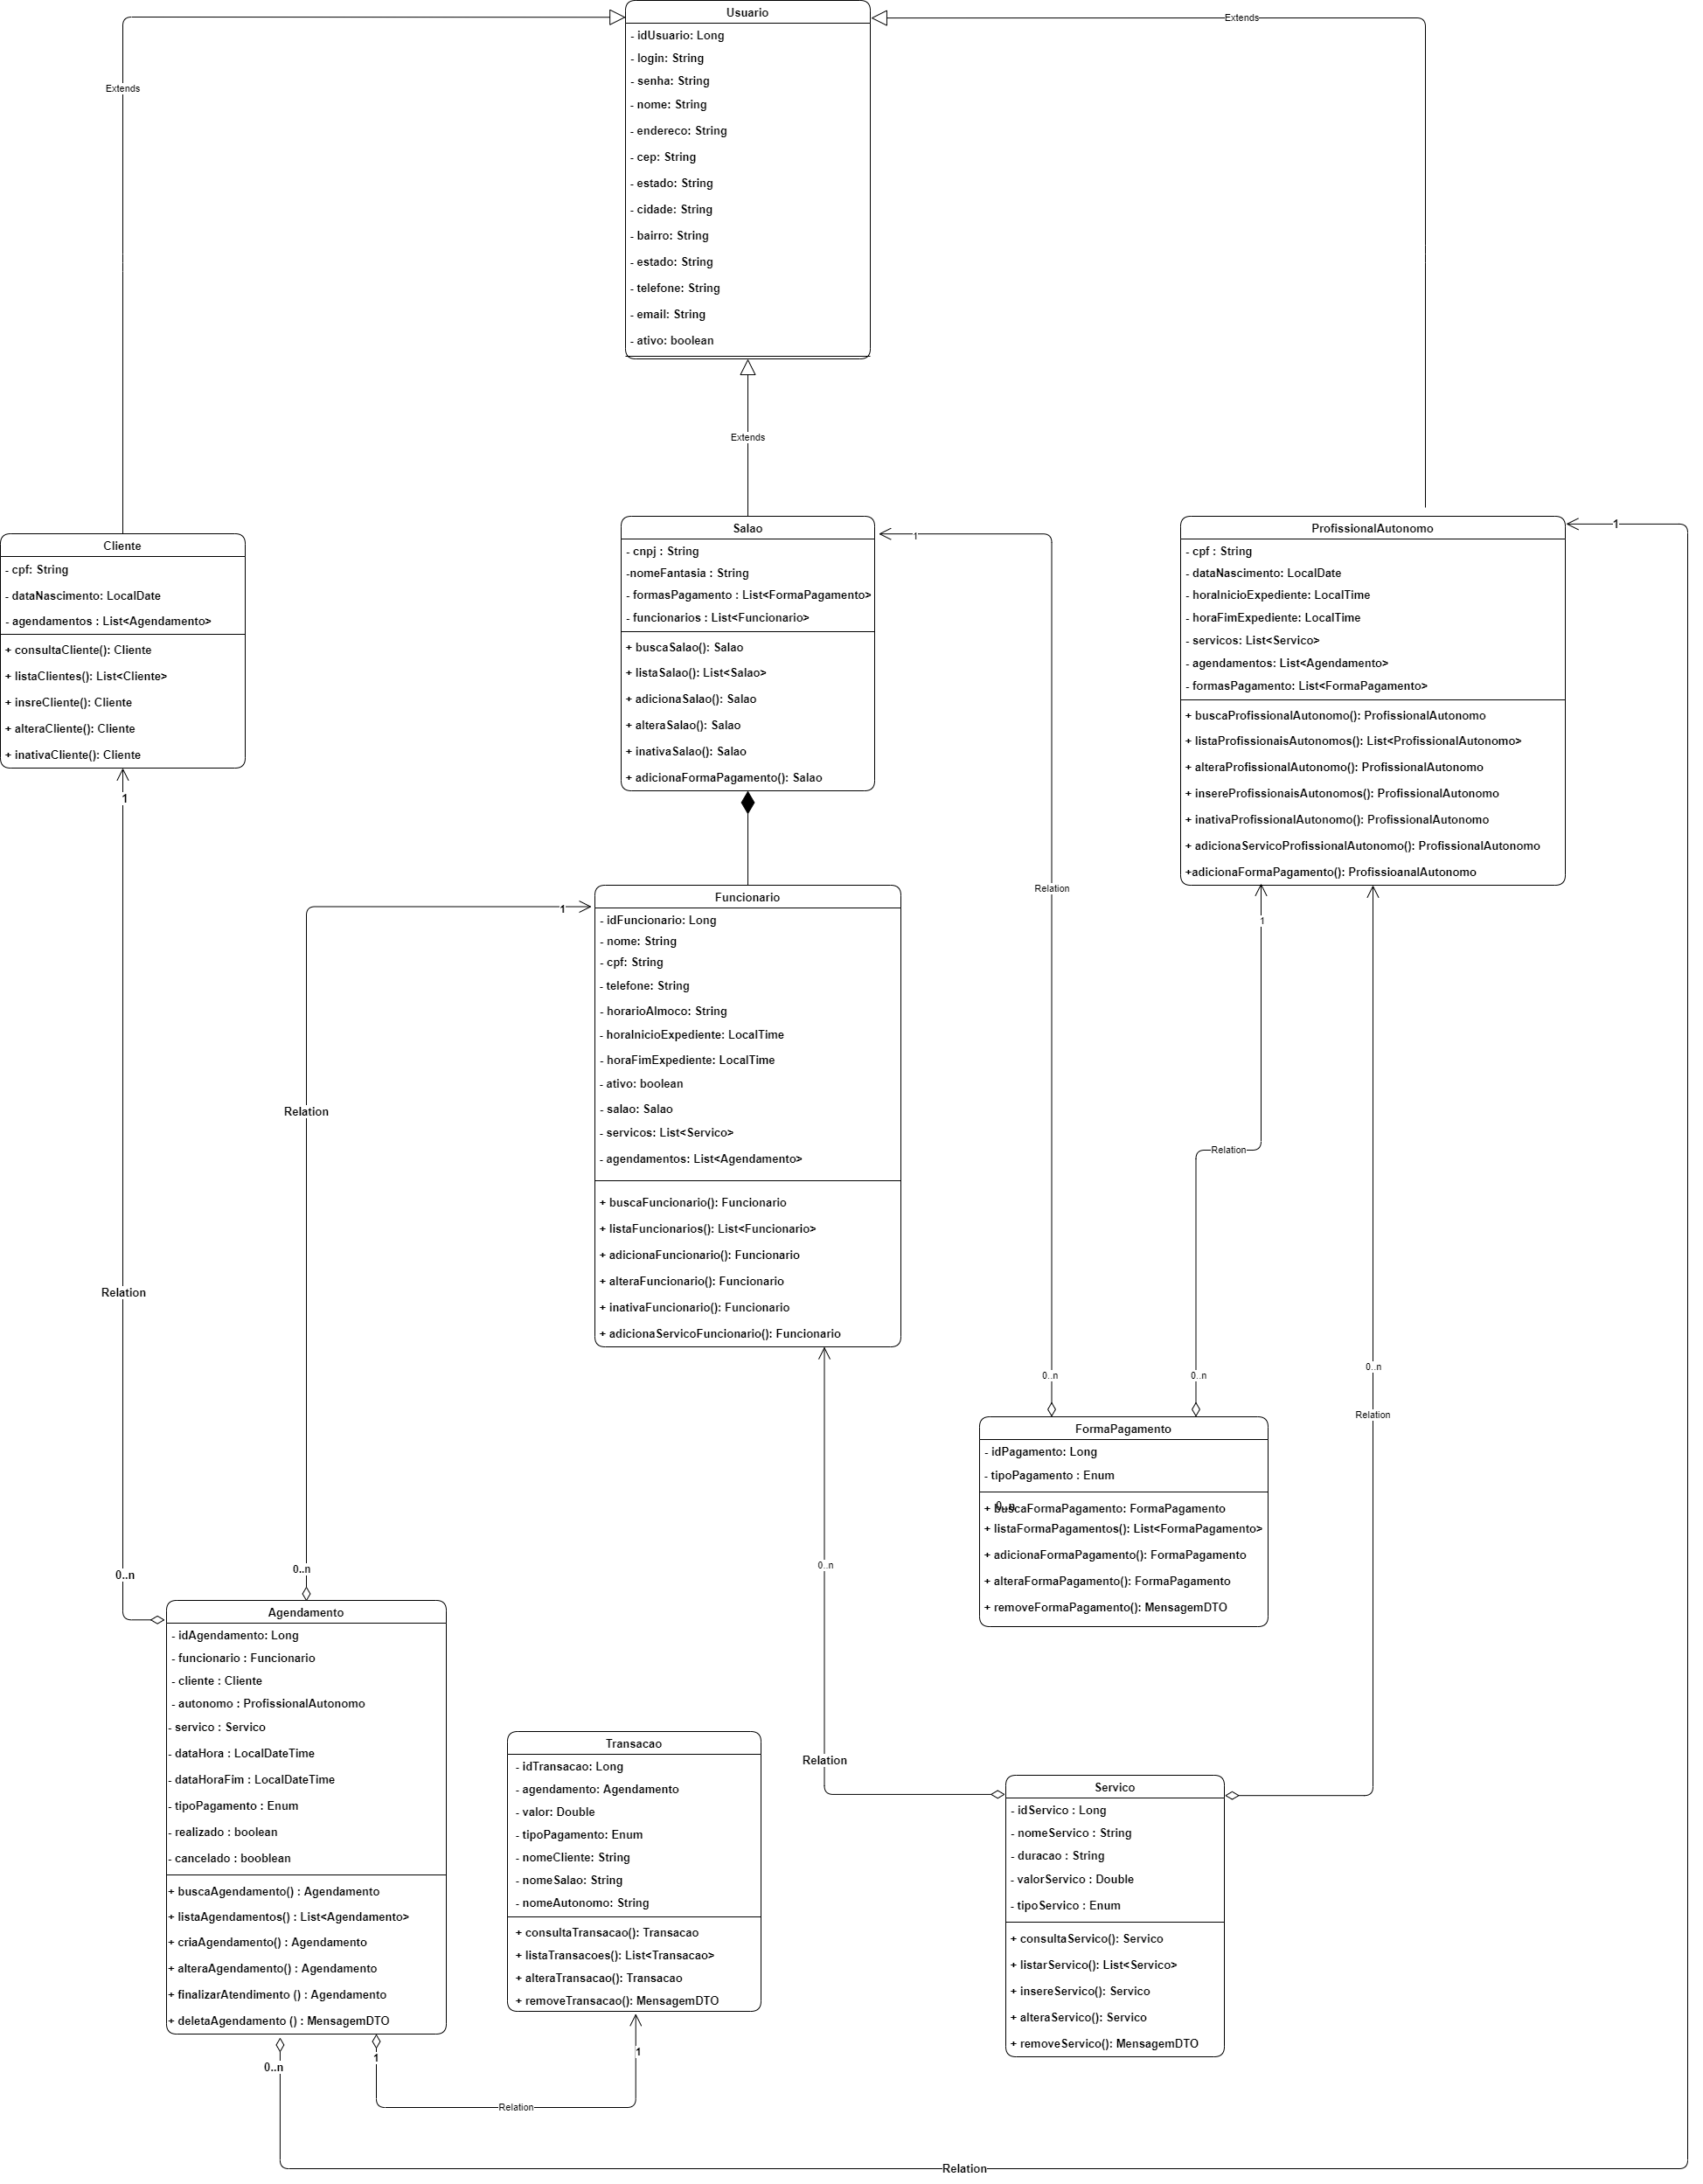 Usuario
- idUsuario: Long
- login: String
- senha: String
- nome: String
- endereco: String
- cep: String
- estado: String
- cidade: String
- bairro: String
- estado: String
- telefone: String
- email: String
- ativo: boolean
Extends
Extends
Extends
Cliente
- cpf: String
- dataNascimento: LocalDate
- agendamentos : List<Agendamento>
+ consultaCliente(): Cliente
+ listaClientes(): List<Cliente>
+ insreCliente(): Cliente
+ alteraCliente(): Cliente
+ inativaCliente(): Cliente
1
Relation
0..n
Salao
- cnpj : String
-nomeFantasia : String
- formasPagamento : List<FormaPagamento>
- funcionarios : List<Funcionario>
+ buscaSalao(): Salao
+ listaSalao(): List<Salao>
+ adicionaSalao(): Salao
+ alteraSalao(): Salao
+ inativaSalao(): Salao
+ adicionaFormaPagamento(): Salao
1
Relation
0..n
ProfissionalAutonomo
- cpf : String
- dataNascimento: LocalDate
- horaInicioExpediente: LocalTime
- horaFimExpediente: LocalTime
- servicos: List<Servico>
- agendamentos: List<Agendamento>
- formasPagamento: List<FormaPagamento>
+ buscaProfissionalAutonomo(): ProfissionalAutonomo
+ listaProfissionaisAutonomos(): List<ProfissionalAutonomo>
+ alteraProfissionalAutonomo(): ProfissionalAutonomo
+ insereProfissionaisAutonomos(): ProfissionalAutonomo
+ inativaProfissionalAutonomo(): ProfissionalAutonomo
+ adicionaServicoProfissionalAutonomo(): ProfissionalAutonomo
+adicionaFormaPagamento(): ProfissioanalAutonomo
1
1
Relation
0..n
0..n
Relation
Funcionario
- idFuncionario: Long
- nome: String
- cpf: String
- telefone: String
- horarioAlmoco: String
- horaInicioExpediente: LocalTime
- horaFimExpediente: LocalTime
- ativo: boolean
- salao: Salao
- servicos: List<Servico>
- agendamentos: List<Agendamento>
+ buscaFuncionario(): Funcionario
+ listaFuncionarios(): List<Funcionario>
+ adicionaFuncionario(): Funcionario
+ alteraFuncionario(): Funcionario
+ inativaFuncionario(): Funcionario
+ adicionaServicoFuncionario(): Funcionario
1
Relation
0..n
0..n
Relation
FormaPagamento
- idPagamento: Long
- tipoPagamento : Enum
0..n
+ buscaFormaPagamento: FormaPagamento
+ listaFormaPagamentos(): List<FormaPagamento>
+ adicionaFormaPagamento(): FormaPagamento
+ alteraFormaPagamento(): FormaPagamento
+ removeFormaPagamento(): MensagemDTO
Agendamento
- idAgendamento: Long
- funcionario : Funcionario
- cliente : Cliente
- autonomo : ProfissionalAutonomo
- servico : Servico
- dataHora : LocalDateTime
- dataHoraFim : LocalDateTime
- tipoPagamento : Enum
- realizado : boolean
- cancelado : booblean
+ buscaAgendamento() : Agendamento
+ listaAgendamentos() : List<Agendamento>
+ criaAgendamento() : Agendamento
+ alteraAgendamento() : Agendamento
+ finalizarAtendimento () : Agendamento
+ deletaAgendamento () : MensagemDTO
0..n
1
Relation
1
Relation
Transacao
- idTransacao: Long
- agendamento: Agendamento
- valor: Double
- tipoPagamento: Enum
- nomeCliente: String
- nomeSalao: String
- nomeAutonomo: String
+ consultaTransacao(): Transacao
+ listaTransacoes(): List<Transacao>
+ alteraTransacao(): Transacao
+ removeTransacao(): MensagemDTO
Servico
- idServico : Long
- nomeServico : String
- duracao : String
- valorServico : Double
- tipoServico : Enum
+ consultaServico(): Servico
+ listarServico(): List<Servico>
+ insereServico(): Servico
+ alteraServico(): Servico
+ removeServico(): MensagemDTO